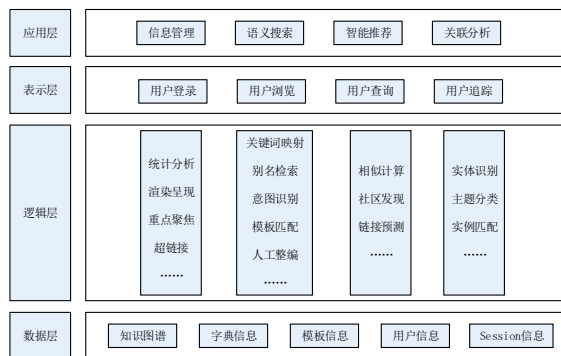 应用层
信息管理
语义搜索
智能推荐
关联分析
表示层
用户登录
用户浏览
用户查询
用户追踪
逻辑层
统计分析
渲染呈现
重点聚焦
超链接
……
关键词映射
别名检索
意图识别
模板匹配
人工整编
……
相似计算
社区发现
链接预测
……
实体识别
主题分类
实例匹配
……
数据层
知识图谱
字典信息
模板信息
用户信息
Session信息